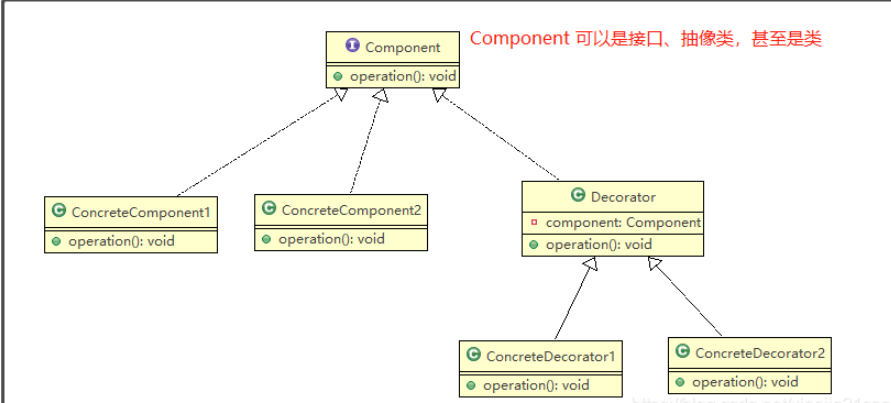 Component
Component 可以是接口、抽像类，甚至是类
operation(): void
ConcreteComponent1
operation(): void
ConcreteComponent2
operation(): void
Decorator
component: Component
operation(): void
ConcreteDecorator1
operation(): void
ConcreteDecorator2
operation(): void